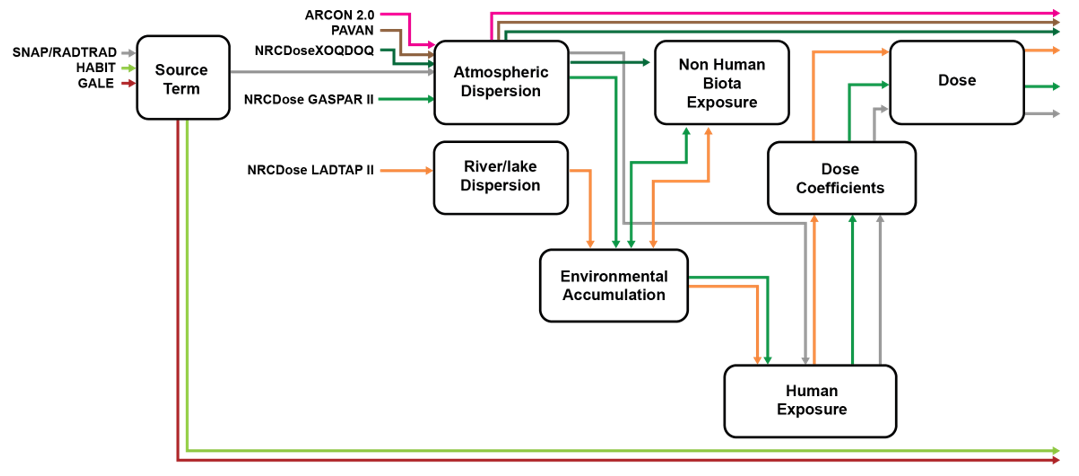 ARCON 2.0
PAVAN
NRCDoseXOQDOQ
SNAP/RADTRAD
HABIT
GALE
Source
Term
Atmospheric
Dispersion
Non Human
Biota
Exposure
Dose
NRCDose GASPAR II
NRCDose LADTAP II
River/lake
Dispersion
Dose
Coefficients
Environmental
Accumulation
Human
Exposure